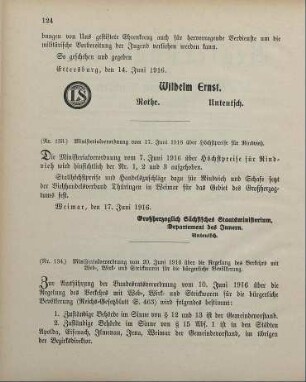 124
bungen von Uns gestiftete Ehrenkreuz auch für hervorragende Verdienste um die
militärische Vorbereitung der Jugend verliehen werden kann.
So geschehen und gegeben
Ettersburg, den 14. Juni 1916.
LS
Wilhelm Ernst.
Rothe. Unteutsch.
Ministerialverordnung vom 17. Juni 1916 über Höchstpreise für Rindvieh.
Die Ministerialverordnung vom 7. Juni 1916 über Höchstpreise für Rind-
vieh wird hinsichtlich der Nr. 1, 2 und 3 aufgehoben.
Stallhöchstpreise und Handelszuschläge dazu für Rindvieh und Schafe setzt
der Viehhandelsverband Thüringen in Weimar für das Gebiet des Großherzog-
tums fest.
Weimar, den 17. Juni 1916.
Großherzoglich Sächsisches Staatsministerium,
Departement des Innern.
Unteutsch.
(Nr. 134.) Ministerialverordnung vom 20. Juni 1916 über die Regelung des Verkehrs mit
Web-, Wirk- und Strickwaren für die bürgerliche Bevölkerung.
Zur Ausführung der Bundesratsverordnung vom 10. Juni 1916 über die
Regelung des Verkehrs mit Web-, Wirk- und Strickwaren für die bürgerliche
Bevölkerung (Reichs-Gesetzblatt S. 463) wird folgendes bestimmt:
1. Zuständige Behörde im Sinne von § 12 und 13 ist der Gemeindevorstand.
2. Zuständige Behörde im Sinne von § 15 Abs. 1 ist in den Städten
Apolda, Eisenach, Ilmenau, Jena, Weimar der Gemeindevorstand, im übrigen
der Bezirksdirektor.